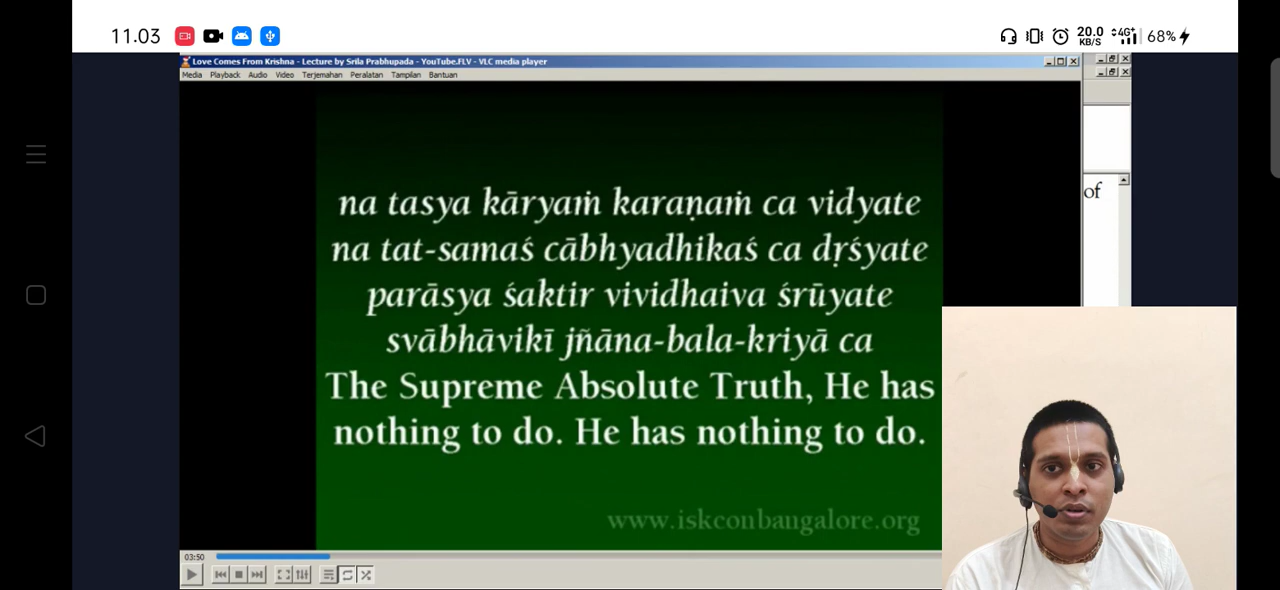 11.03
20.0
KB/S
4G+
68%
Love Comes From Krishna - Lecture by Srila Prabhupada - YouTube.FLV - VLC media player
Media Playback Audio Video Terjemahan Peralatan Tampilan Bantuan
of
na tasya kāryaṁ karaṇaṁ ca vidyate
na tat-samaś cābhyadhikaś ca dṛśyate
parāsya śaktir vividhaiva śrūyate
svābhāvikī jñāna-bala-kriyā ca
The Supreme Absolute Truth, He has
nothing to do. He has nothing to do.
www.iskconbangalore.org
03:50